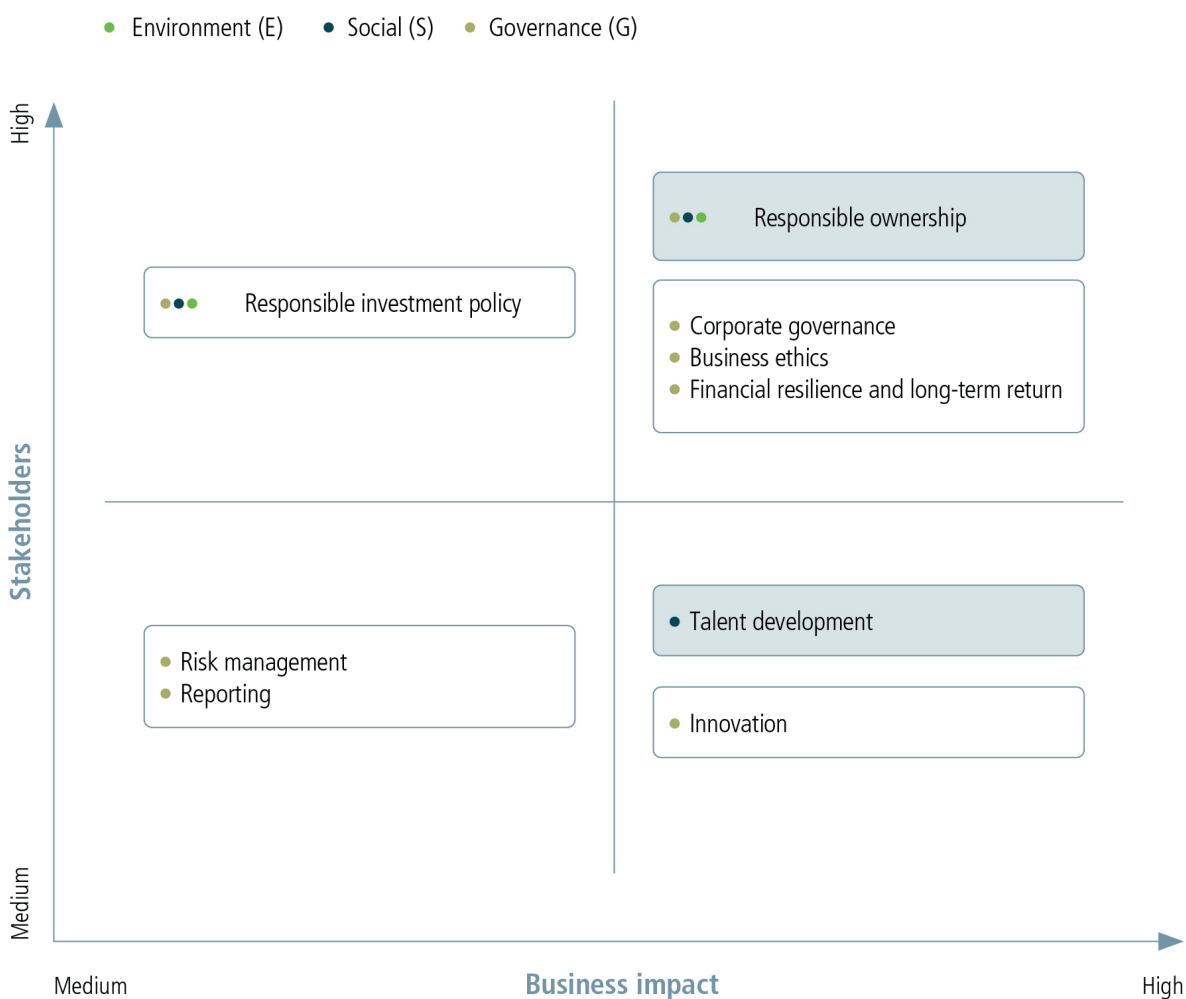 Environment (E) Social (S) Governance (G)
High
Responsible ownership
Responsible investment policy
Corporate governance
Business ethics
Financial resilience and long-term return
Stakeholders
Talent development
Risk management
Reporting
Innovation
Medium
Medium
Business impact
High